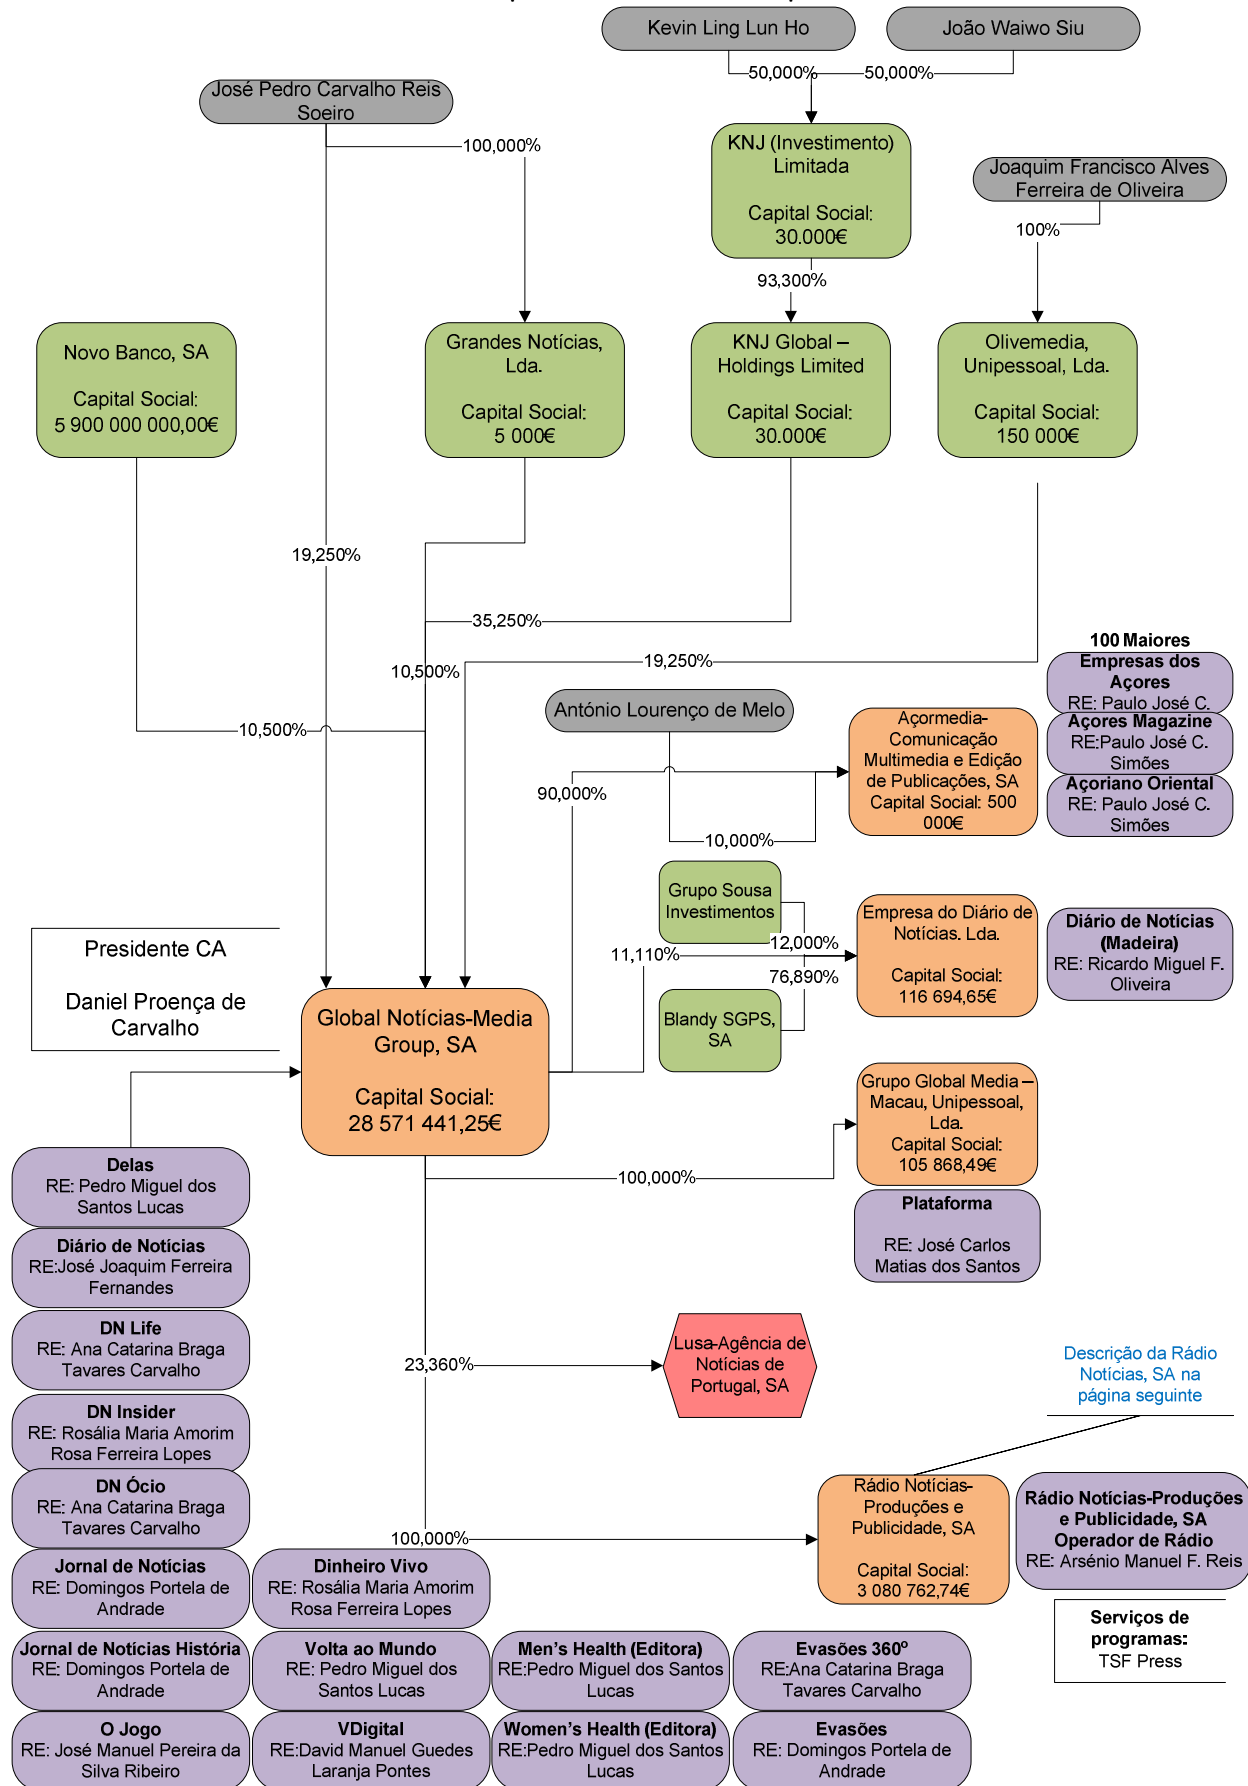 Kevin Ling Lun Ho
João Waiwo Siu
50,000%
50,000%
José Pedro Carvalho Reis
Soeiro
100,000%
KNJ (Investimento)
Limitada
Capital Social:
30.000€
Joaquim Francisco Alves
Ferreira de Oliveira
100%
93,300%
Novo Banco, SA
Capital Social:
5 900 000 000,00€
Grandes Notícias,
Lda.
Capital Social:
5 000€
KNJ Global –
Holdings Limited
Capital Social:
30.000€
Olivemedia,
Unipessoal, Lda.
Capital Social:
150 000€
19,250%
35,250%
10,500%
19,250%
10,500%
António Lourenço de Melo
90,000%
10,000%
Açormedia-
Comunicação
Multimedia e Edição
de Publicações, SA
Capital Social: 500
000€
100 Maiores
Empresas dos
Açores
RE: Paulo José C.
Açores Magazine
RE:Paulo José C.
Simões
Açoriano Oriental
RE: Paulo José C.
Simões
Grupo Sousa
Investimentos
12,000%
11,110%
76,890%
Blandy SGPS,
SA
Empresa do Diário de
Notícias. Lda.
Capital Social:
116 694,65€
Diário de Notícias
(Madeira)
RE: Ricardo Miguel F.
Oliveira
Presidente CA
Daniel Proença de
Carvalho
Global Notícias-Media
Group, SA
Capital Social:
28 571 441,25€
Grupo Global Media –
Macau, Unipessoal,
Lda.
Capital Social:
105 868,49€
100,000%
Plataforma
RE: José Carlos
Matias dos Santos
23,360%
Lusa-Agência de
Notícias de
Portugal, SA
Descrição da Rádio
Notícias, SA na
página seguinte
100,000%
Rádio Notícias-
Produções e
Publicidade, SA
Capital Social:
3 080 762,74€
Rádio Notícias-Produções
e Publicidade, SA
Operador de Rádio
RE: Arsénio Manuel F. Reis
Serviços de
programas:
TSF Press
Delas
RE: Pedro Miguel dos
Santos Lucas
Diário de Notícias
RE:José Joaquim Ferreira
Fernandes
DN Life
RE: Ana Catarina Braga
Tavares Carvalho
DN Insider
RE: Rosália Maria Amorim
Rosa Ferreira Lopes
DN Ócio
RE: Ana Catarina Braga
Tavares Carvalho
Jornal de Notícias
RE: Domingos Portela de
Andrade
Dinheiro Vivo
RE: Rosália Maria Amorim
Rosa Ferreira Lopes
Jornal de Notícias História
RE: Domingos Portela de
Andrade
Volta ao Mundo
RE: Pedro Miguel dos
Santos Lucas
Men's Health (Editora)
RE:Pedro Miguel dos Santos
Lucas
Evasões 360º
RE:Ana Catarina Braga
Tavares Carvalho
O Jogo
RE: José Manuel Pereira da
Silva Ribeiro
VDigital
RE:David Manuel Guedes
Laranja Pontes
Women's Health (Editora)
RE:Pedro Miguel dos Santos
Lucas
Evasões
RE: Domingos Portela de
Andrade